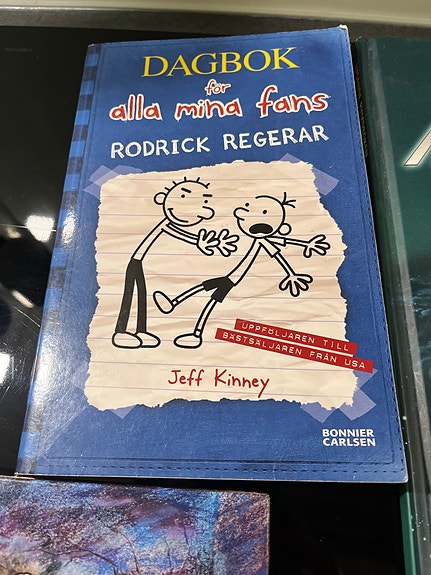 DAGBOK
för
alla mina fans
RODRICK REGERAR
UPPFÖLJAREN TILL
BÄSTSÄLJAREN FRÅN USA
Jeff Kinney
BONNIER
CARLSEN